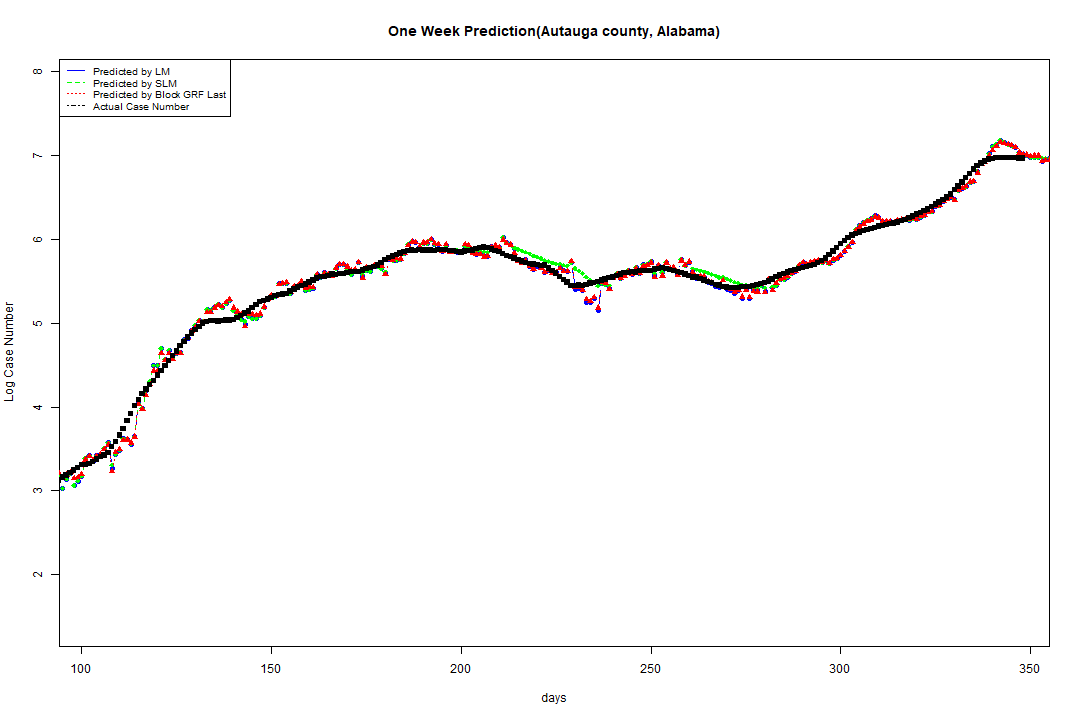 One Week Prediction(Autauga county, Alabama)
Predicted by LM
Predicted by SLM
Predicted by Block GRF Last
Actual Case Number
8
7
6
5
4
3
2
Log Case Number
100 150 200 250 300 350
days